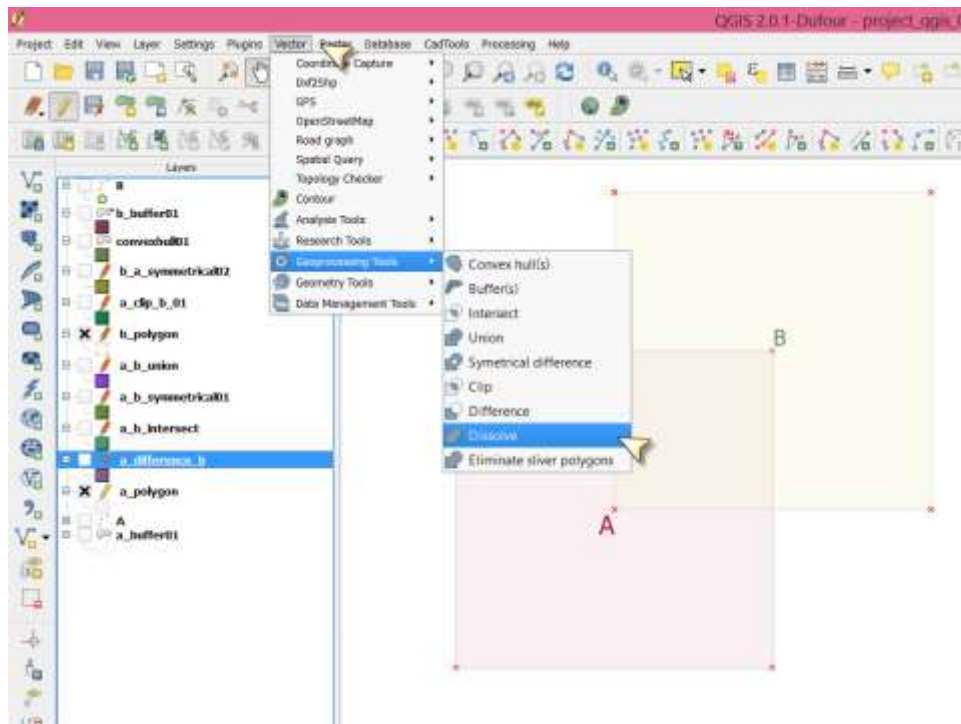 QGIS 2.0.1-Dufour - project_qgis_
Project Edit View Layer Settings Plugins Vector Raster Database CadTools Processing Help
Coordinate Capture
Dxf2Shp
GPS
OpenStreetMap
Road graph
Spatial Query
Topology Checker
Contour
Analysis Tools
Research Tools
Geoprocessing Tools
Geometry Tools
Data Management Tools
Convex hull(s)
Buffer(s)
Intersect
Union
Symetrical difference
Clip
Difference
Dissolve
Eliminate sliver polygons
Layers
B
b_buffer01
convexhull01
b_a_symmetrical02
a_clip_b_01
b_polygon
a_b_union
a_b_symmetrical01
a_b_intersect
a_difference_b
a_polygon
A
a_buffer01
B
A